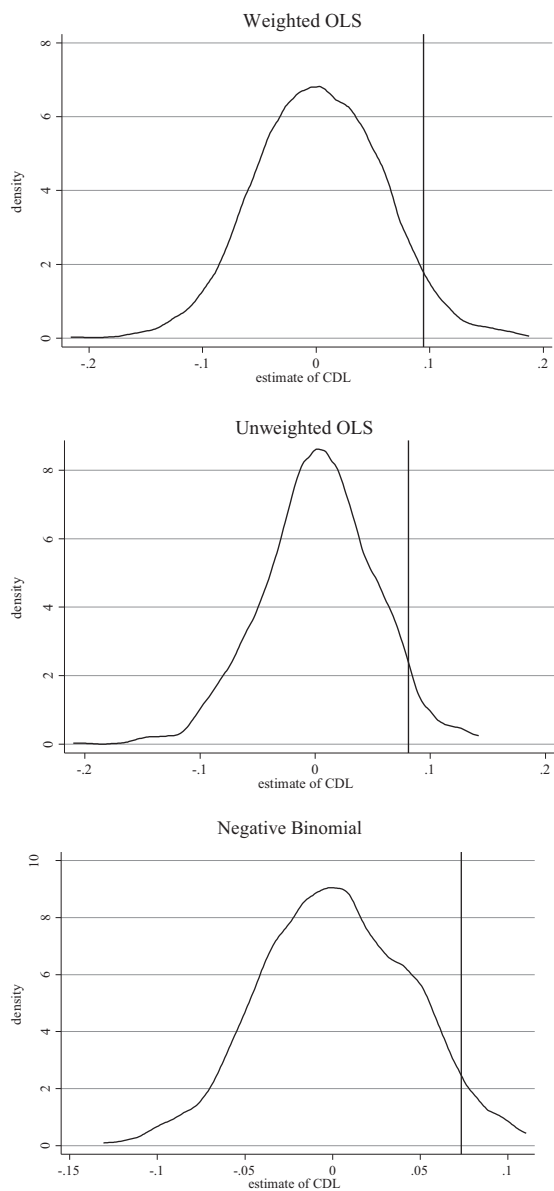 Weighted OLS
8
6
4
2
0
density
-.2 -.1 0 .1 .2
estimate of CDL
Unweighted OLS
8
6
4
2
0
density
-.2 -.1 0 .1 .2
estimate of CDL
Negative Binomial
10
8
6
4
2
0
density
-.15 -.1 -.05 0 .05 .1
estimate of CDL